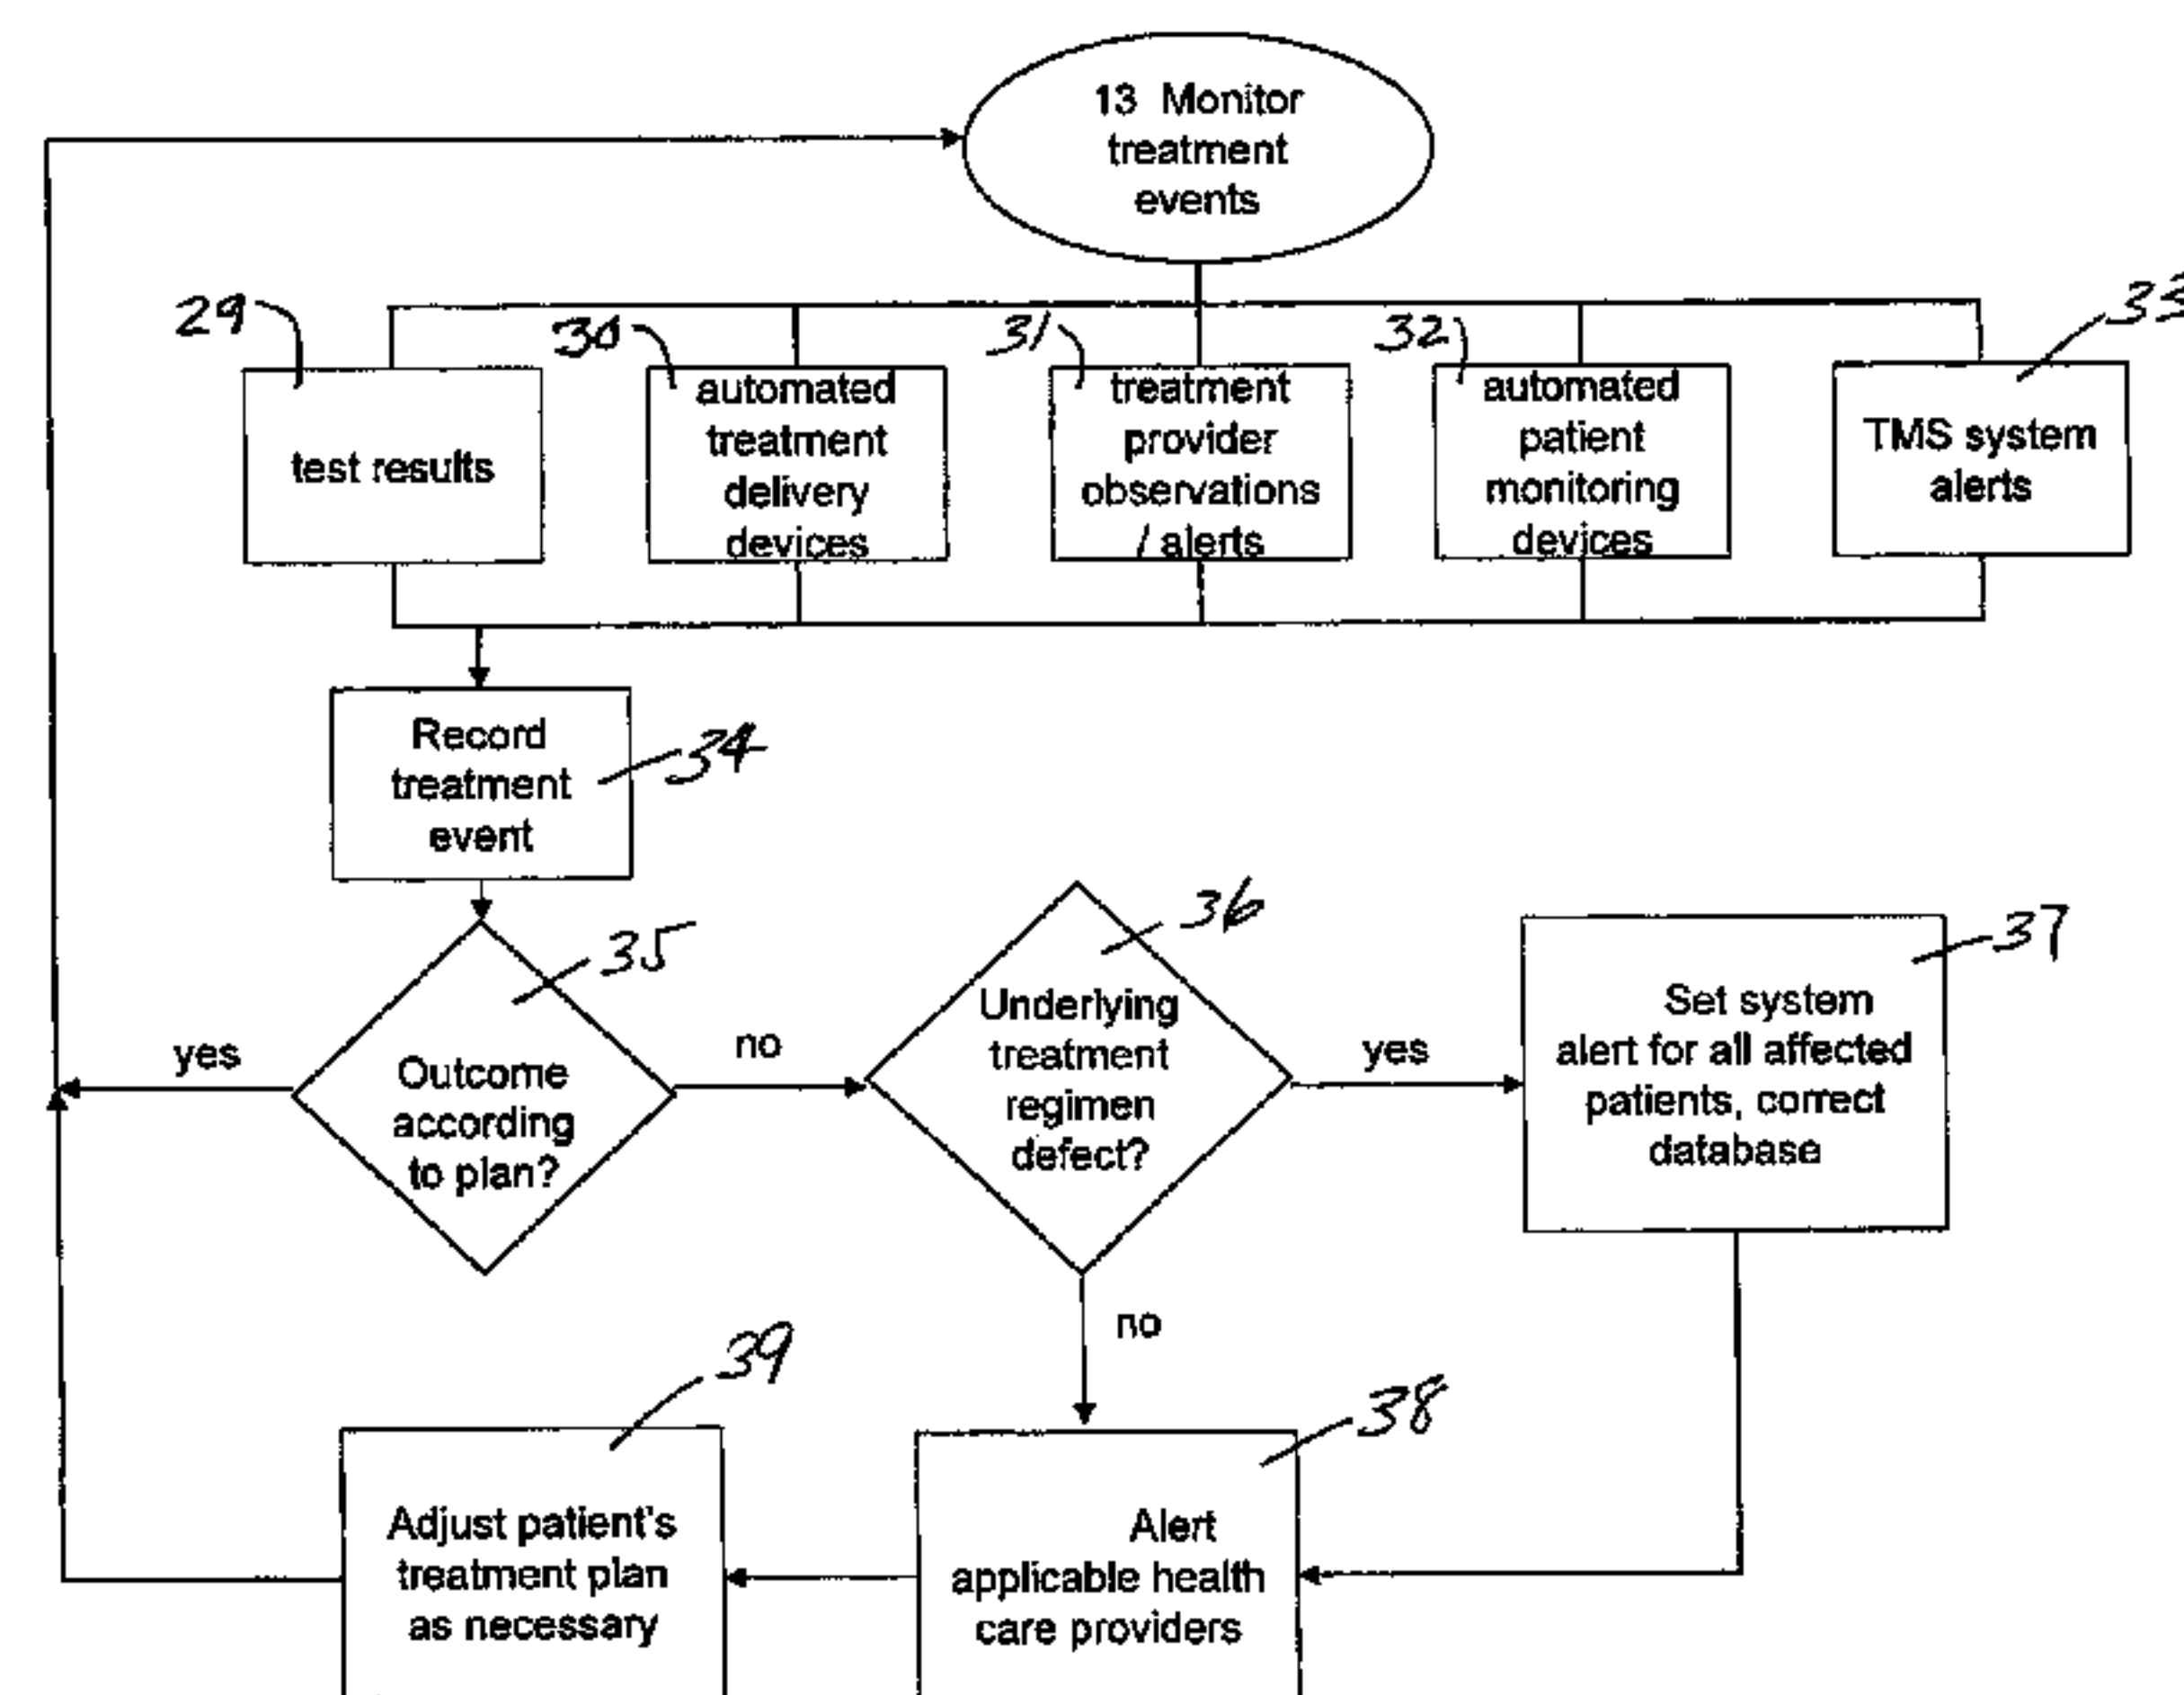 13 Monitor
treatment
events
29
30
31
32
33
test results
automated
treatment
delivery
devices
treatment
provider
observations
/ alerts
automated
patient
monitoring
devices
TMS system
alerts
Record
treatment
event
34
35
Outcome
according
to plan?
yes
no
36
Underlying
treatment
regimen
defect?
yes
no
37
Set system
alert for all affected
patients, correct
database
39
Adjust patient's
treatment plan
as necessary
38
Alert
applicable health
care providers